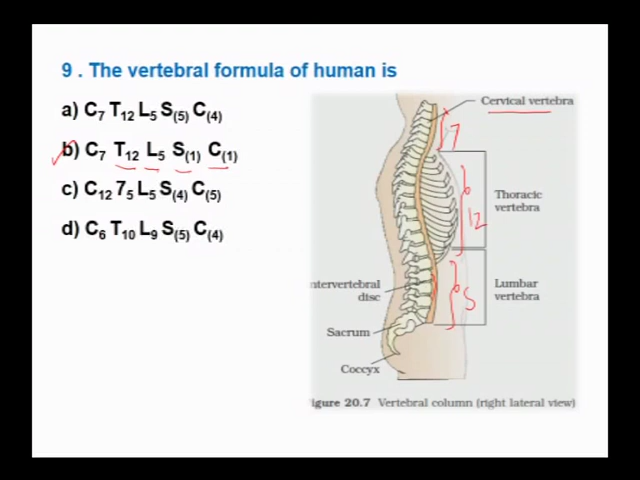 9 . The vertebral formula of human is
a) C7 T12 L5 S(5) C(4)
b) C7 T12 L5 S(1) C(1)
c) C12 75 L5 S(4) C(5)
d) C6 T10 L9 S(5) C(4)
Cervical vertebra
7
Thoracic
vertebra
12
ntervertebral
disc
Lumbar
vertebra
5
Sacrum
Coccyx
igure 20.7 Vertebral column (right lateral view)